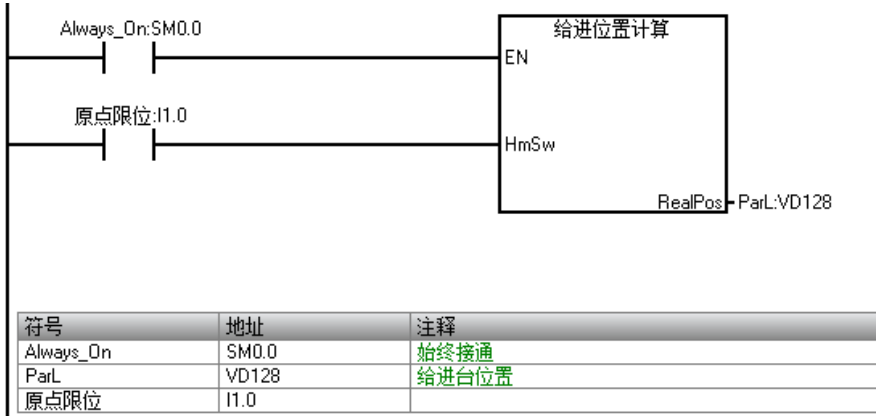 Always_On:SM0.0
给进位置计算
EN
原点限位:I1.0
HmSw
RealPos ParL:VD128
符号 地址 注释
Always_On SM0.0 始终接通
ParL VD128 给进台位置
原点限位 I1.0